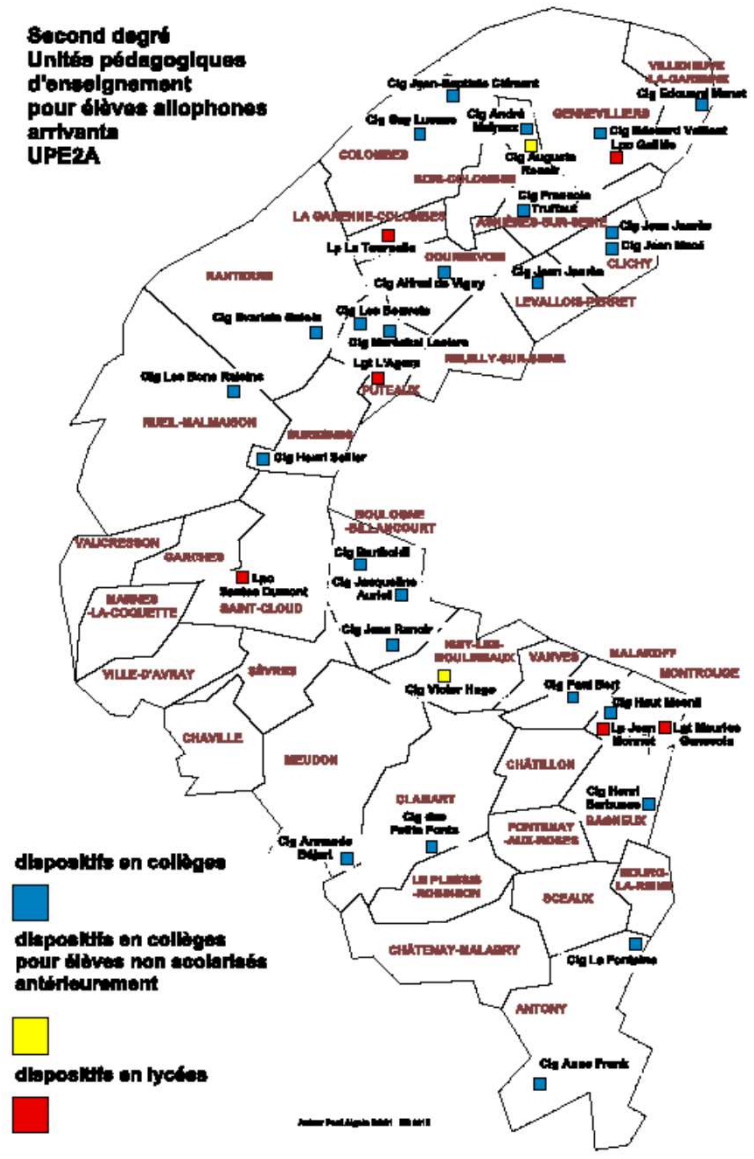 Second degré
Unités pédagogiques
d'enseignement
pour élèves allophones
arrivants
UPE2A
VILLENEUVE
-LA-GARENNE
Clg Edouard Manet
Clg Jean-Baptiste Clément
Clg Guy
Clg André
Malraux
GENNEVILLIERS
Clg Edouard Vaillant
Lpo Galilée
Clg Auguste
Renoir
COLOMBES
BOIS-COLOMBES
Clg François
Truffaut
LA GARENNE-COLOMBES
ASNIÈRES-SUR-SEINE
Clg Jean Jaurès
Clg Jean Macé
CLICHY
Lp La Tournelle
COURBEVOIE
NANTERRE
Clg Alfred de Vigny
Clg Jean Jaurès
LEVALLOIS-PERRET
Clg Evariste Galois
Clg Les Bouvets
Clg Maréchal Leclerc
NEUILLY-SUR-SEINE
Lgt L'Agora
PUTEAUX
Clg Les Bons Raisins
RUEIL-MALMAISON
SURESNES
Clg Henri Sellier
BOULOGNE
-BILLANCOURT
VAUCRESSON
GARCHES
Clg Bartholdi
Lpo
Santos Dumont
SAINT-CLOUD
Clg Jacqueline
Auriol
MARNES
-LA-COQUETTE
Clg Jean Renoir
ISSY-LES-
MOULINEAUX
VANVES
MALAKOFF
MONTROUGE
VILLE-D'AVRAY
SÈVRES
Clg Victor Hugo
Clg Paul Bert
Clg Haut Mesnil
Lp Jean
Monnet
Lgt Maurice
Genevoix
CHAVILLE
MEUDON
CHÂTILLON
Clg Henri
Barbusse
BAGNEUX
CLAMART
Clg des
Petits Ponts
FONTENAY
-AUX-ROSES
Clg Armande
Béjart
LE PLESSIS
-ROBINSON
BOURG-
LA-REINE
SCEAUX
CHÂTENAY-MALABRY
Clg La Fontaine
ANTONY
Clg Anne Frank
dispositifs en collèges
dispositifs en collèges
pour élèves non scolarisés
antérieurement
dispositifs en lycées